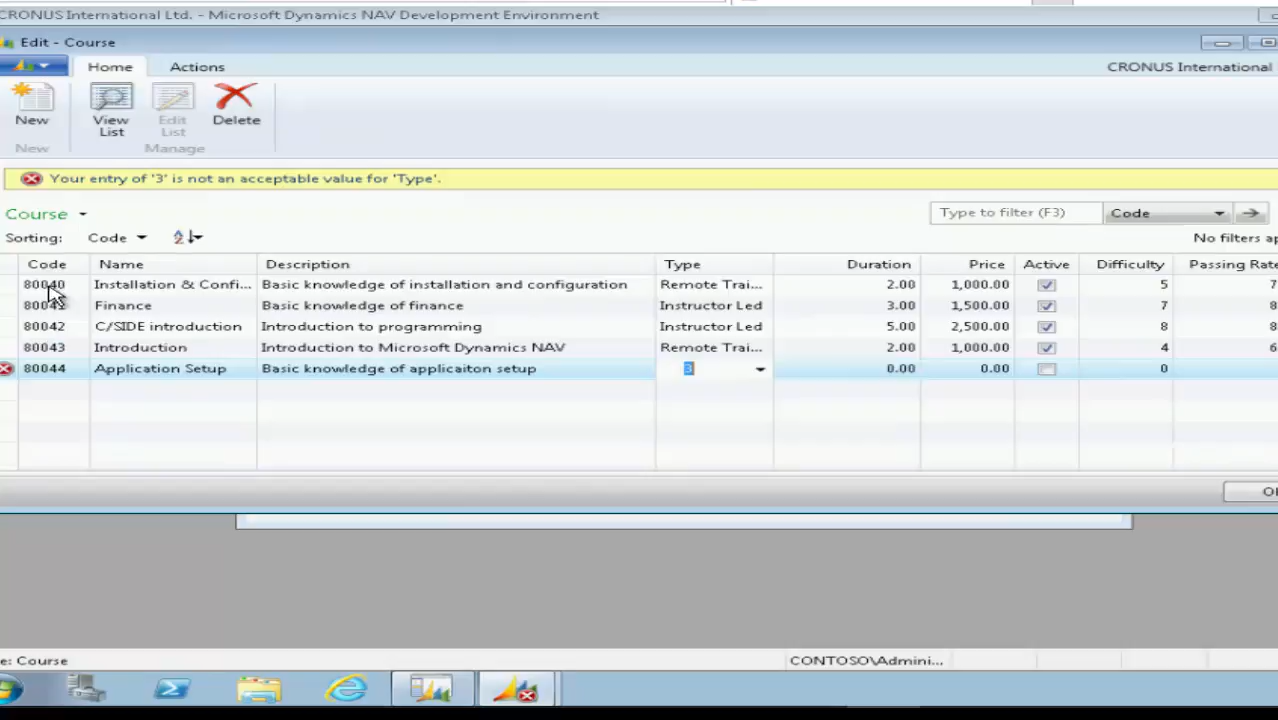 CRONUS International Ltd. - Microsoft Dynamics NAV Development Environment
Edit - Course
Home Actions CRONUS International
New View List Edit List Delete
New Manage
Your entry of '3' is not an acceptable value for 'Type'.
Course Type to filter (F3) Code
Sorting: Code No filters ap
Code Name Description Type Duration Price Active Difficulty Passing Rate
80040 Installation & Confi... Basic knowledge of installation and configuration Remote Trai... 2.00 1,000.00 5 7
Finance Basic knowledge of finance Instructor Led 3.00 1,500.00 7 8
80042 C/SIDE introduction Introduction to programming Instructor Led 5.00 2,500.00 8 8
80043 Introduction Introduction to Microsoft Dynamics NAV Remote Trai... 2.00 1,000.00 4 6
80044 Application Setup Basic knowledge of applicaiton setup 3 0.00 0.00 0
e: Course CONTOSO\Admini...